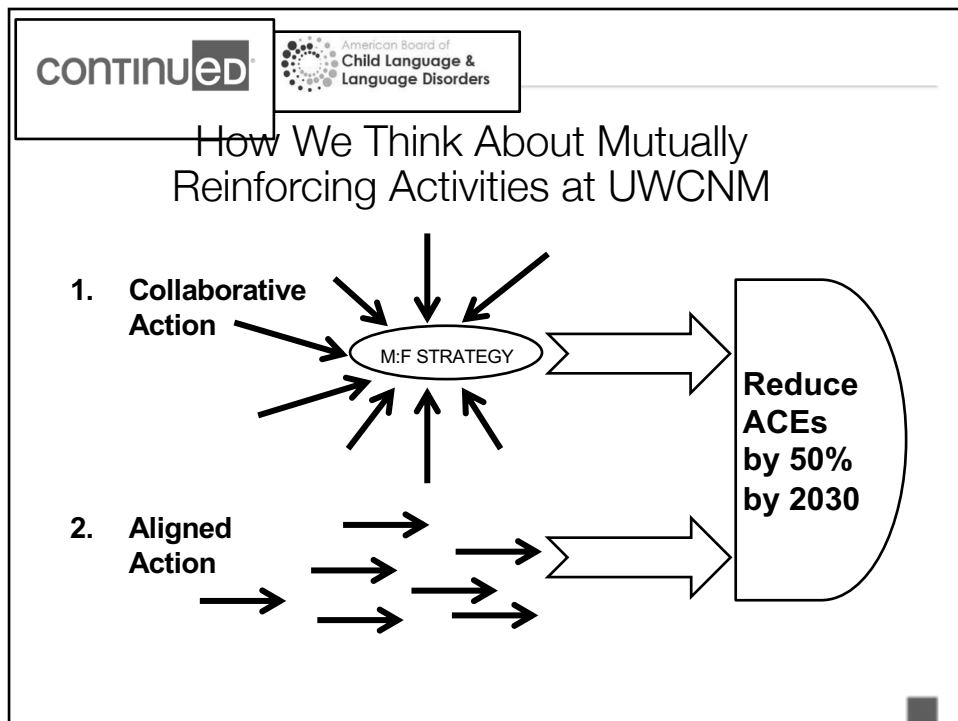 continued
American Board of
Child Language &
Language Disorders
How We Think About Mutually
Reinforcing Activities at UWCNM
1. Collaborative
Action
M:F STRATEGY
Reduce
ACEs
by 50%
by 2030
2. Aligned
Action